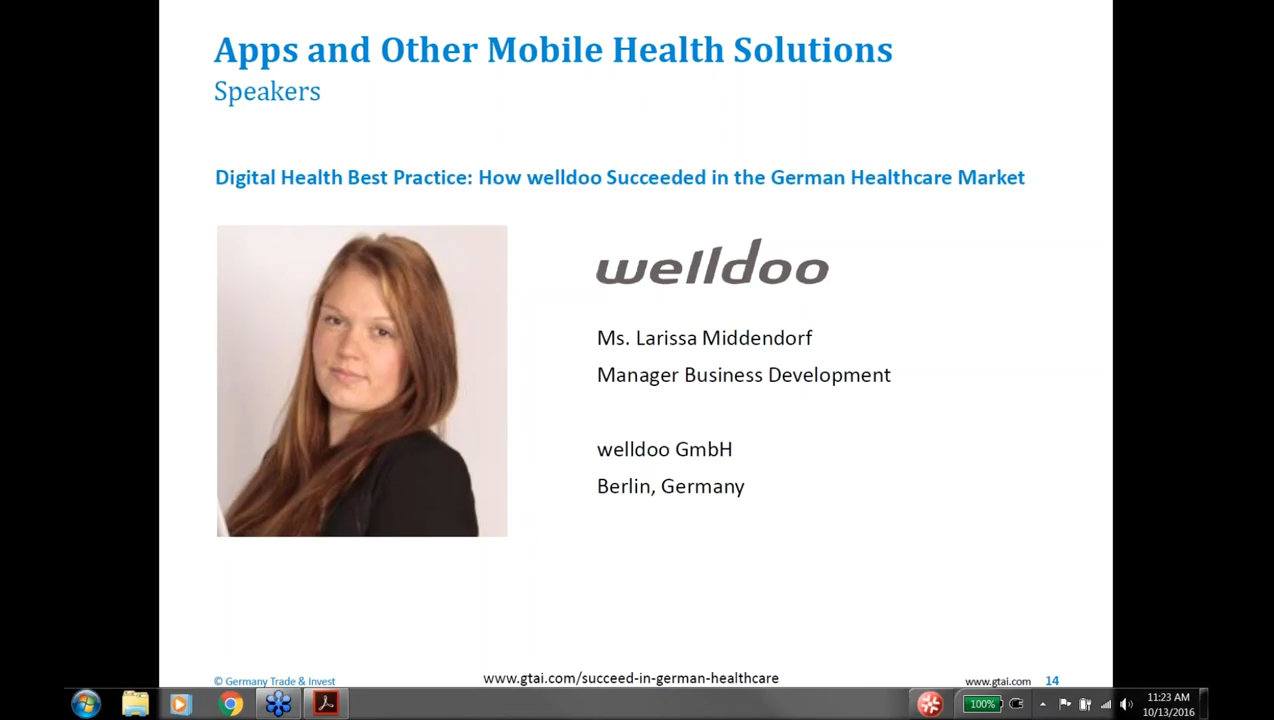 Apps and Other Mobile Health Solutions
Speakers
Digital Health Best Practice: How welldoo Succeeded in the German Healthcare Market
welldoo
Ms. Larissa Middendorf
Manager Business Development
welldoo GmbH
Berlin, Germany
© Germany Trade & Invest
www.gtai.com/succeed-in-german-healthcare
www.gtai.com 14
100%
11:23 AM
10/13/2016